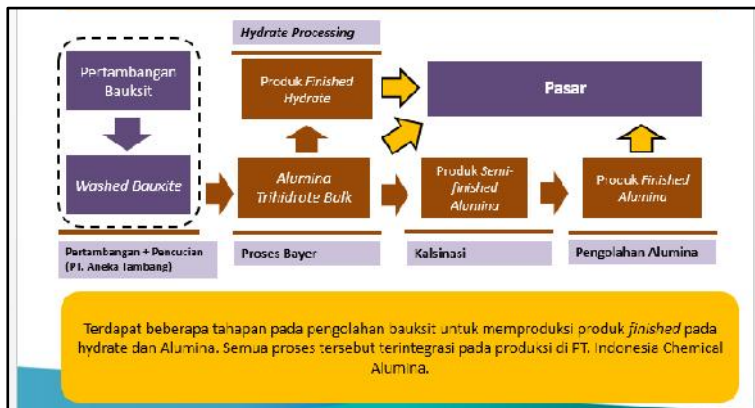 Hydrate Processing
Pertambangan
Bauksit
Produk Finished
Hydrate
Pasar
Washed Bauxite
Alumina
Trihidrote Bulk
Produk Semi-
finished
Alumina
Produk Finished
Alumina
Pertambangan + Pencucian
(PT. Aneka Tambang)
Proses Bayer
Kalsinasi
Pengolahan Alumina
Terdapat beberapa tahapan pada pengolahan bauksit untuk memproduksi produk finished pada
hydrate dan Alumina. Semua proses tersebut terintegrasi pada produksi di PT. Indonesia Chemical
Alumina.